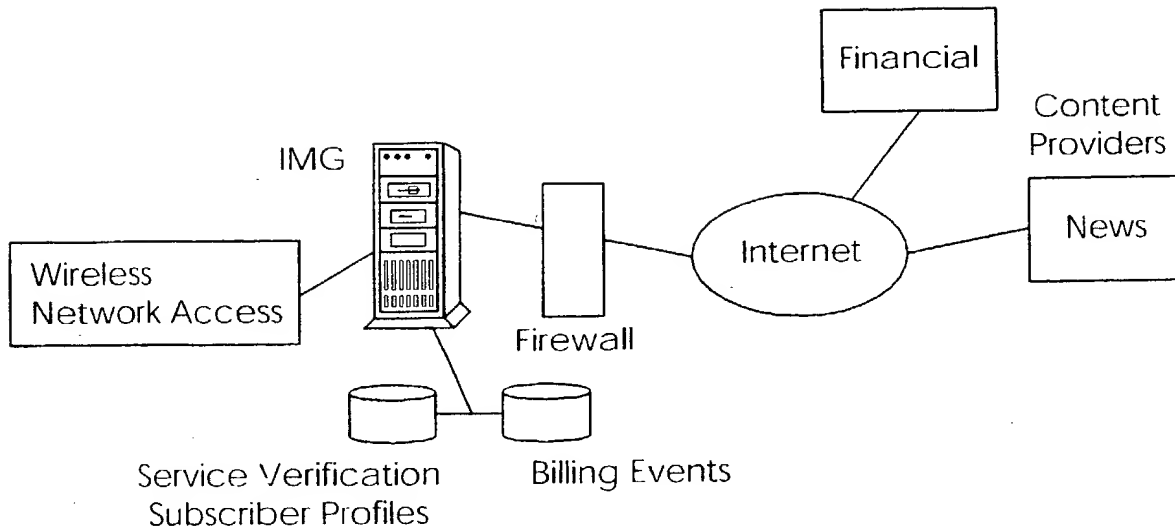 Financial
Content
Providers
IMG
News
Internet
Wireless
Network Access
Firewall
Service Verification
Subscriber Profiles
Billing Events